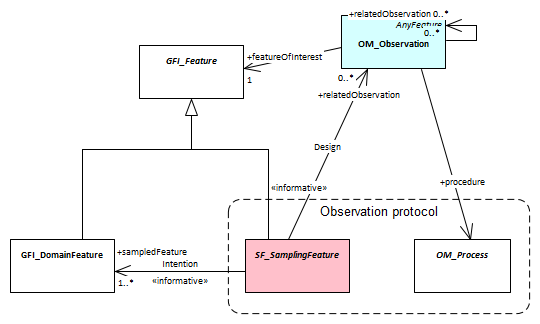 +relatedObservation 0..*
AnyFeature
0..*
OM_Observation
GFI_Feature
+featureOfInterest
1
0..*
+relatedObservation
Design
+procedure
«informative»
Observation protocol
GFI_DomainFeature
+sampledFeature
Intention
1..*
«informative»
SF_SamplingFeature
OM_Process